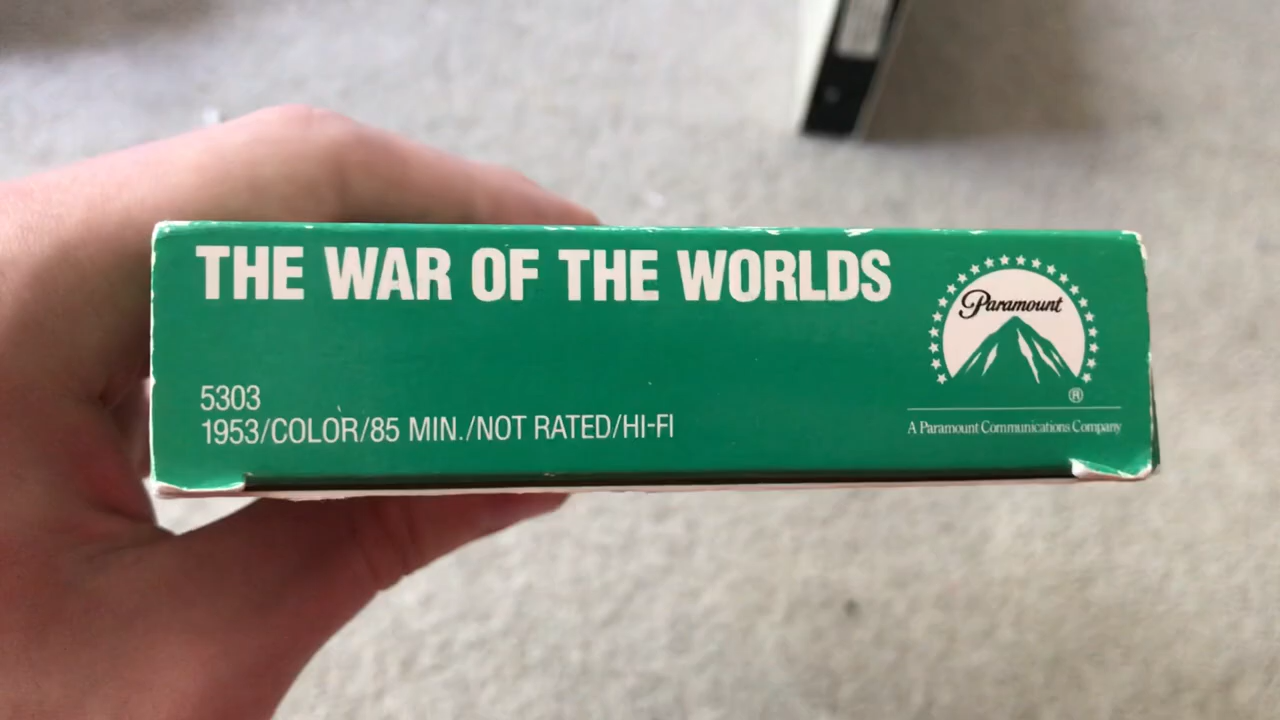 THE WAR OF THE WORLDS
Paramount
®
5303
1953/COLOR/85 MIN./NOT RATED/HI-FI
A Paramount Communications Company